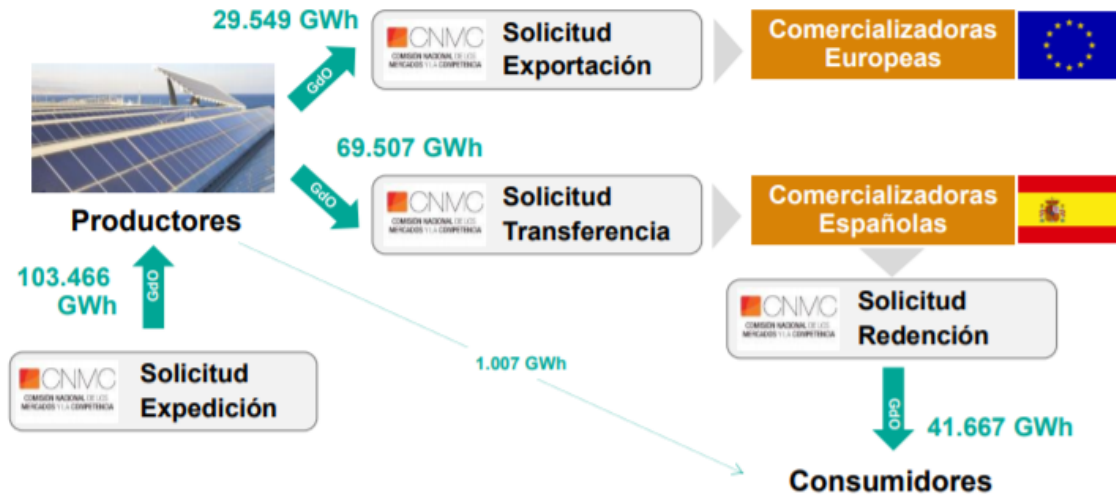 29.549 GWh
GdO
CNMC
COMISIÓN NACIONAL DE LOS
MERCADOS Y LA COMPETENCIA
Solicitud
Exportación
Comercializadoras
Europeas
69.507 GWh
GdO
CNMC
COMISIÓN NACIONAL DE LOS
MERCADOS Y LA COMPETENCIA
Solicitud
Transferencia
Comercializadoras
Españolas
Productores
103.466
GWh
GdO
CNMC
COMISIÓN NACIONAL DE LOS
MERCADOS Y LA COMPETENCIA
Solicitud
Expedición
1.007 GWh
CNMC
COMISIÓN NACIONAL DE LOS
MERCADOS Y LA COMPETENCIA
Solicitud
Redención
GdO
41.667 GWh
Consumidores